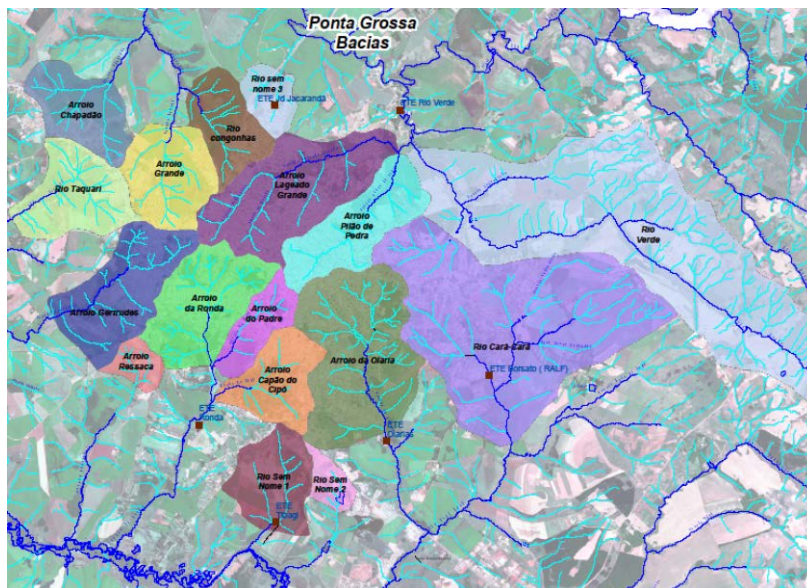 Ponta Grossa
Bacias
Rio sem
nome 3
ETE Jd Jacarandá
ETE Rio Verde
Arroio
Chapadão
Rio
congonhas
Arroio
Grande
Arroio
Lageado
Grande
Rio Taquari
Arroio
Pilão de
Pedra
Rio
Verde
Arroio Gertrudes
Arroio
da Ronda
Arroio
do Padre
Arroio
Ressaca
Arroio
Capão do
Cipó
Arroio da Olaria
Rio Cará-Cará
ETE
Ronda
ETE
Olarias
Rio Sem
Nome 1
Rio Sem
Nome 2
ETE